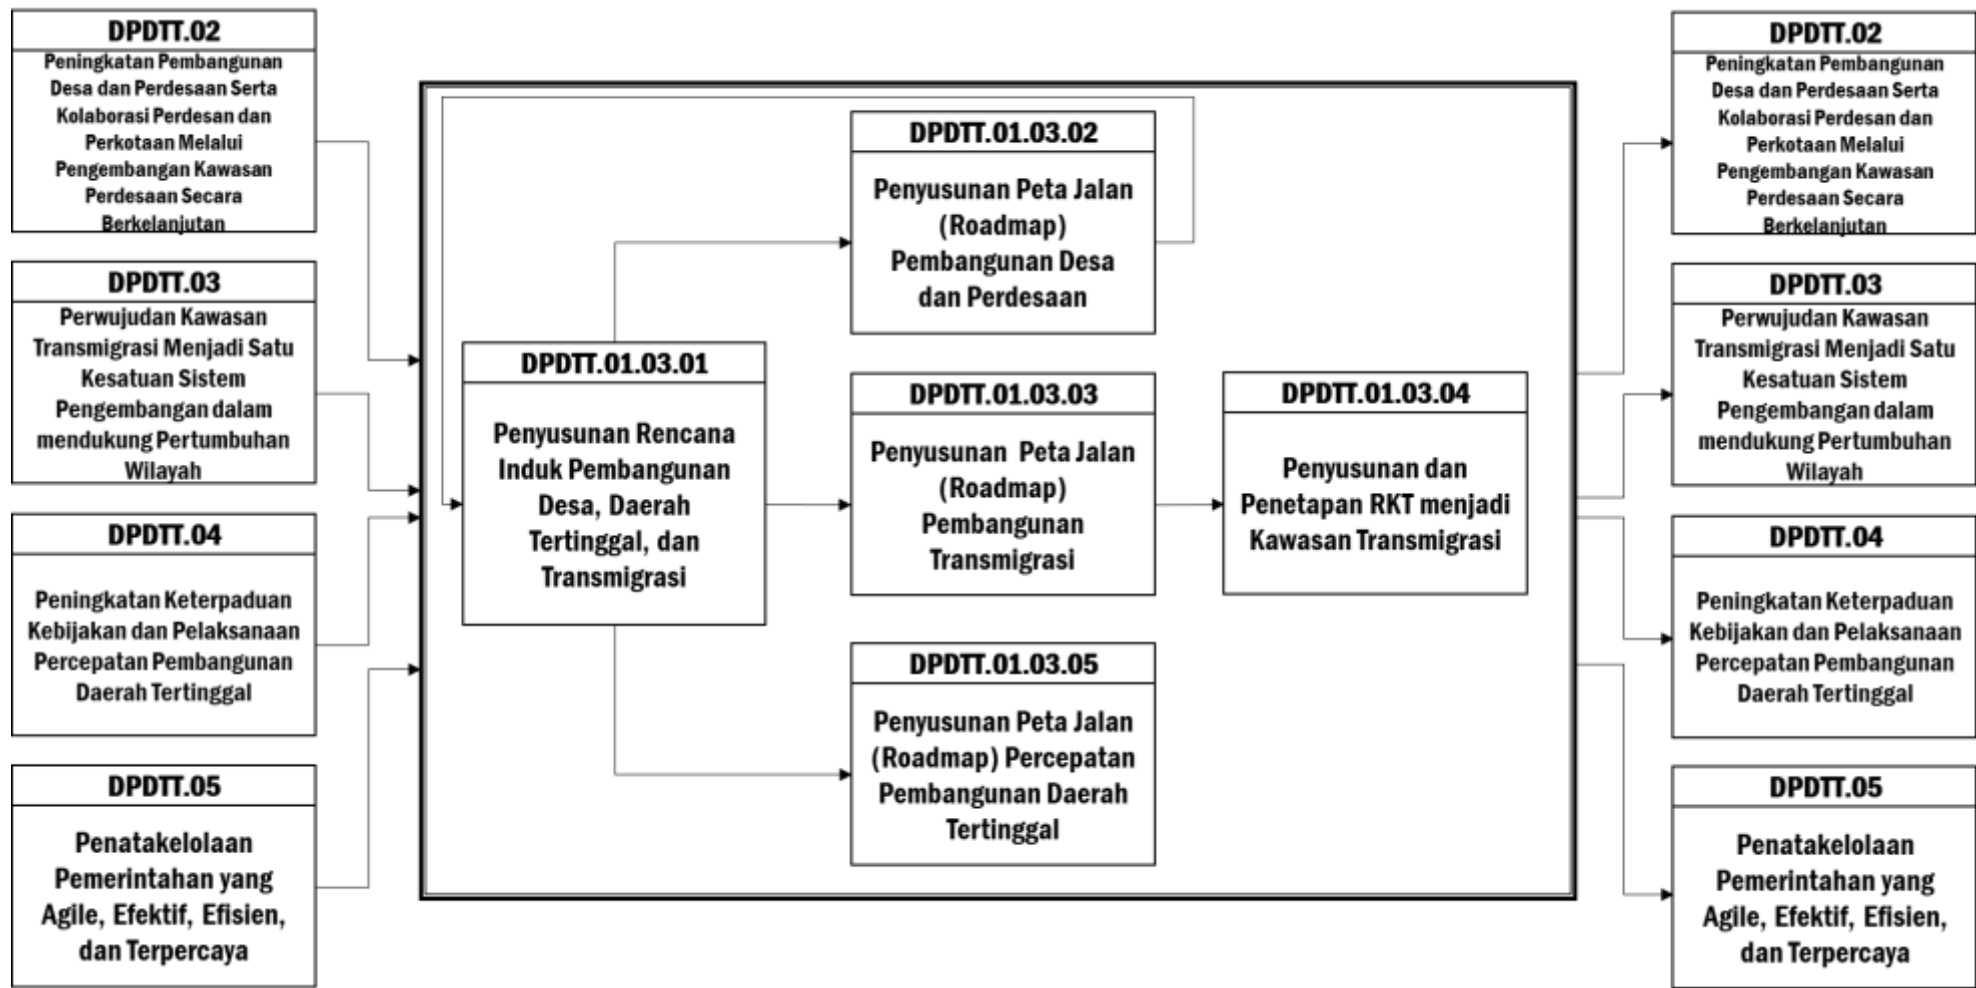 DPDTT.02
Peningkatan Pembangunan
Desa dan Perdesaan Serta
Kolaborasi Perdesan dan
Perkotaan Melalui
Pengembangan Kawasan
Perdesaan Secara
Berkelanjutan
DPDTT.03
Perwujudan Kawasan
Transmigrasi Menjadi Satu
Kesatuan Sistem
Pengembangan dalam
mendukung Pertumbuhan
Wilayah
DPDTT.04
Peningkatan Keterpaduan
Kebijakan dan Pelaksanaan
Percepatan Pembangunan
Daerah Tertinggal
DPDTT.05
Penatakelolaan
Pemerintahan yang
Agile, Efektif, Efisien,
dan Terpercaya
DPDTT.01.03.01
Penyusunan Rencana
Induk Pembangunan
Desa, Daerah
Tertinggal, dan
Transmigrasi
DPDTT.01.03.02
Penyusunan Peta Jalan
(Roadmap)
Pembangunan Desa
dan Perdesaan
DPDTT.01.03.03
Penyusunan Peta Jalan
(Roadmap)
Pembangunan
Transmigrasi
DPDTT.01.03.05
Penyusunan Peta Jalan
(Roadmap) Percepatan
Pembangunan Daerah
Tertinggal
DPDTT.01.03.04
Penyusunan dan
Penetapan RKT menjadi
Kawasan Transmigrasi
DPDTT.02
Peningkatan Pembangunan
Desa dan Perdesaan Serta
Kolaborasi Perdesan dan
Perkotaan Melalui
Pengembangan Kawasan
Perdesaan Secara
Berkelanjutan
DPDTT.03
Perwujudan Kawasan
Transmigrasi Menjadi Satu
Kesatuan Sistem
Pengembangan dalam
mendukung Pertumbuhan
Wilayah
DPDTT.04
Peningkatan Keterpaduan
Kebijakan dan Pelaksanaan
Percepatan Pembangunan
Daerah Tertinggal
DPDTT.05
Penatakelolaan
Pemerintahan yang
Agile, Efektif, Efisien,
dan Terpercaya